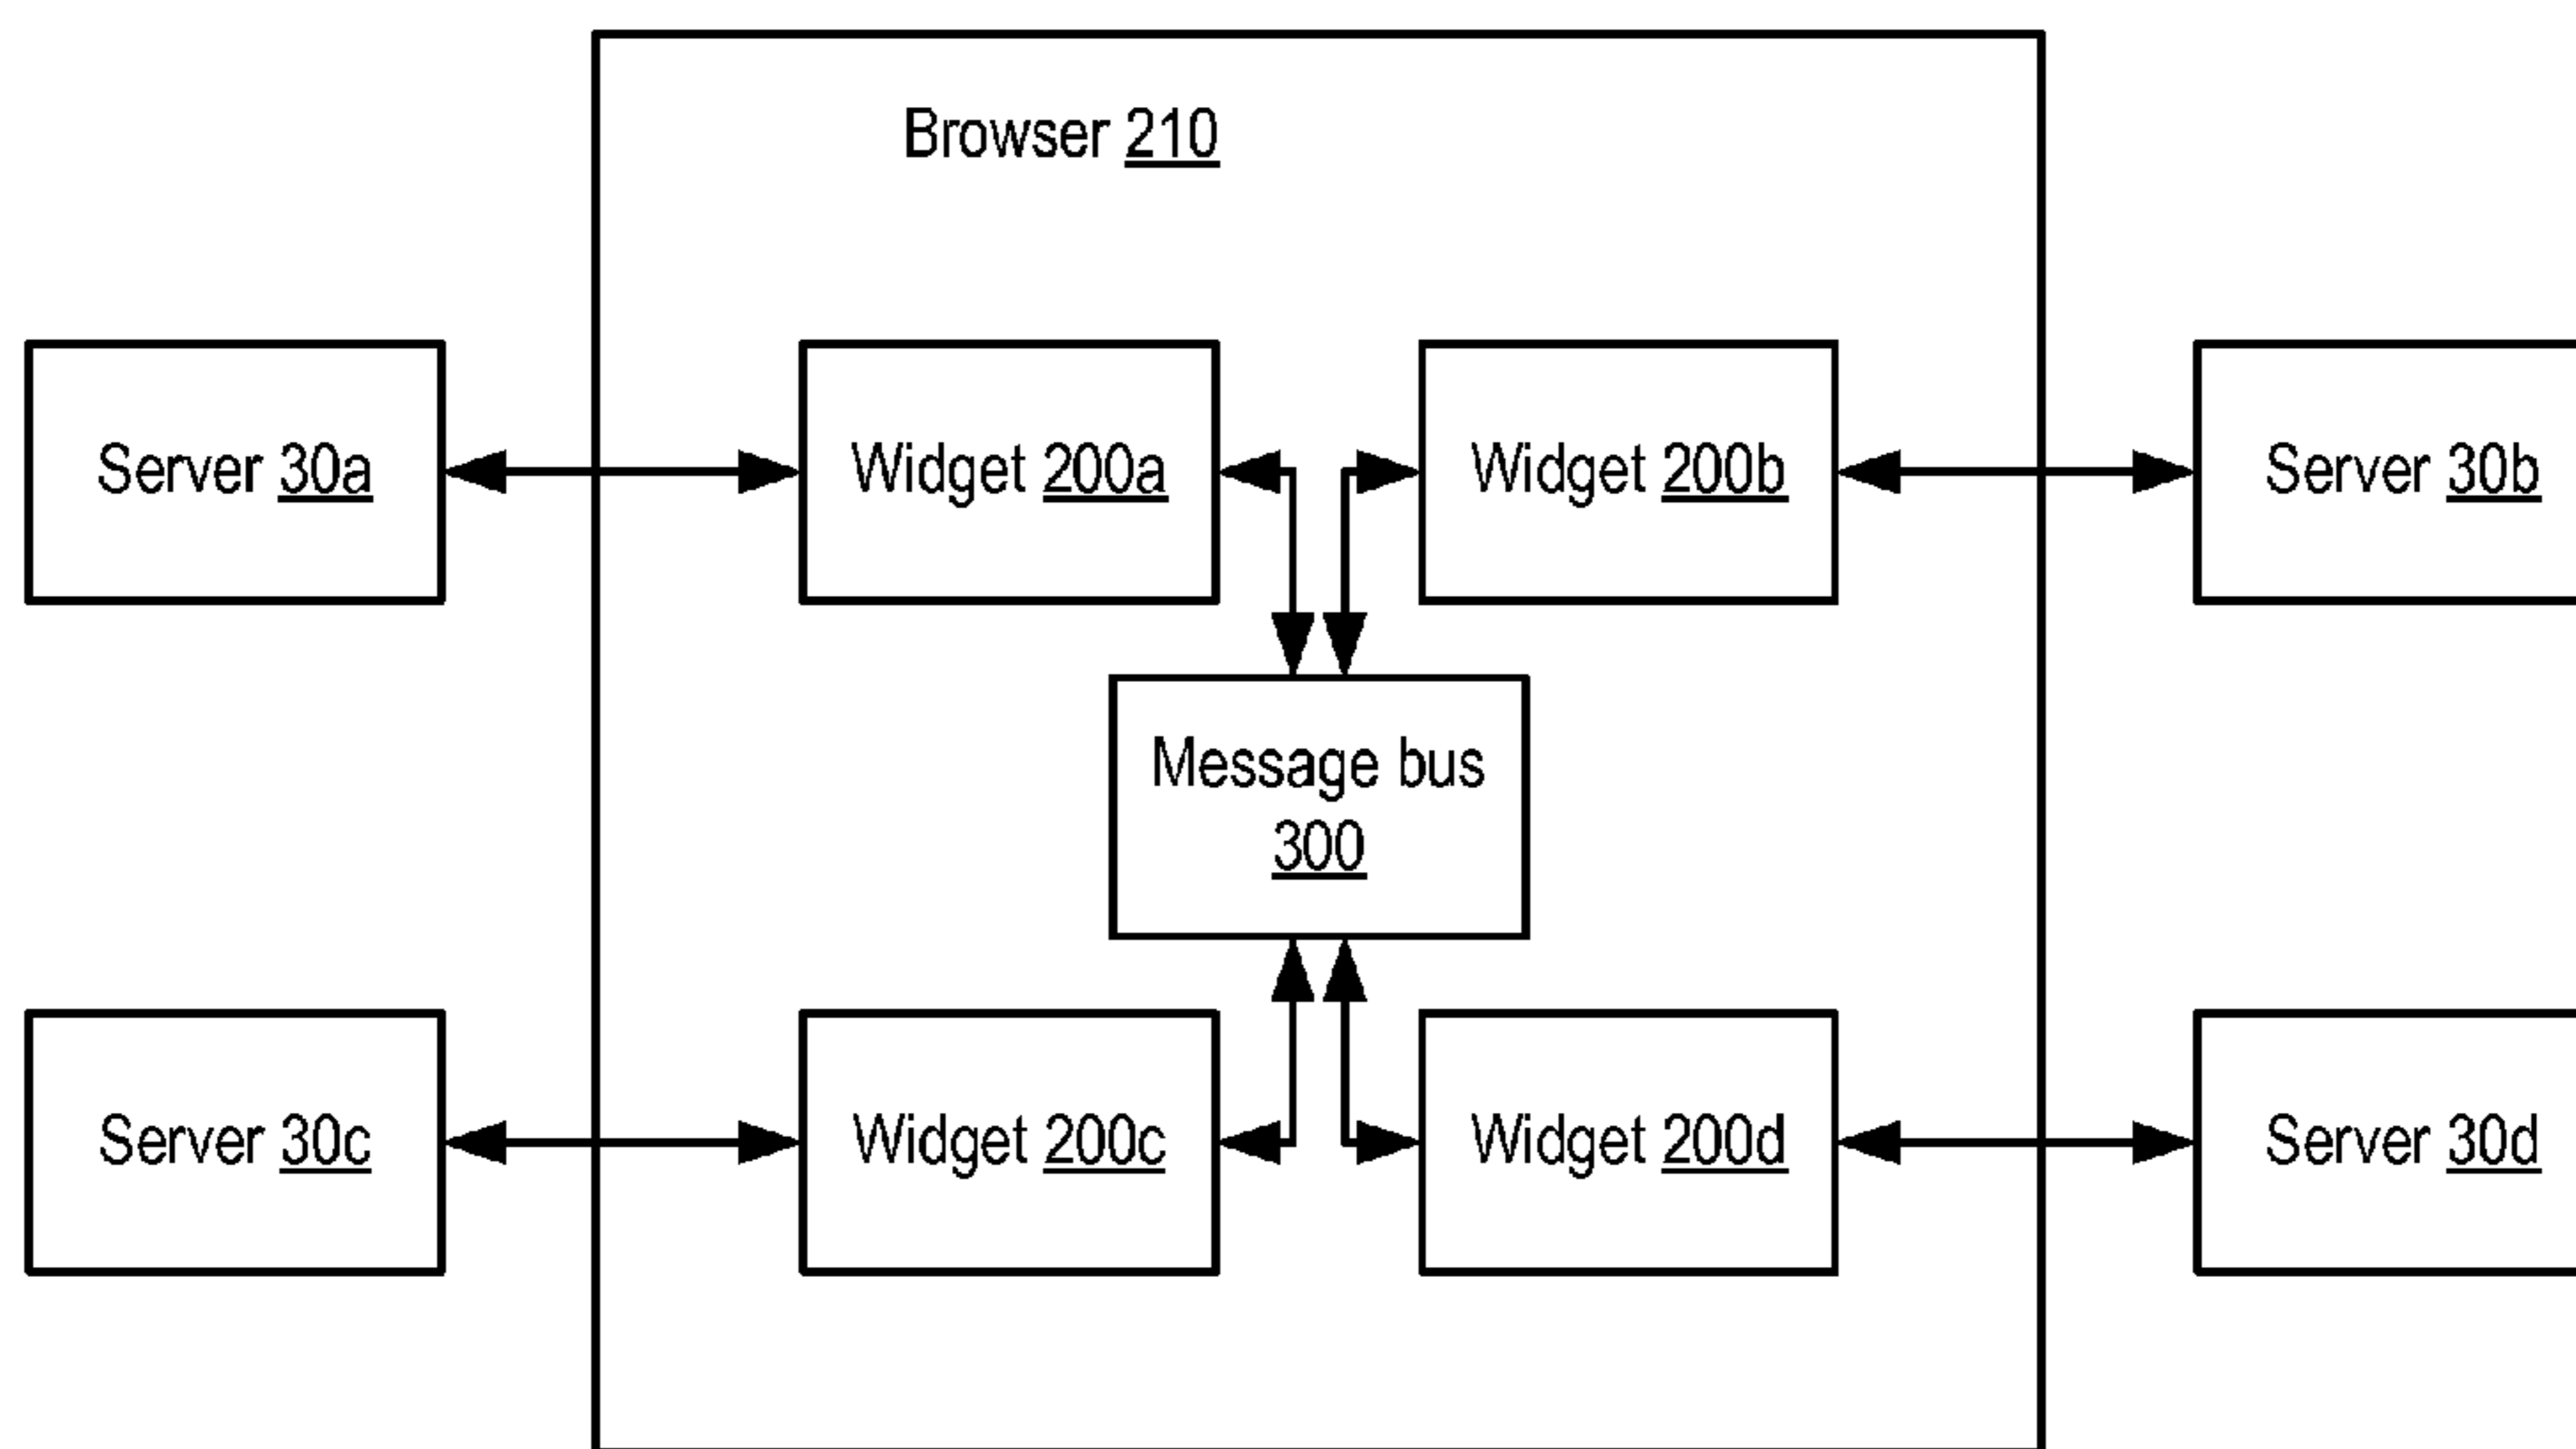 Browser 210
Server 30a
Widget 200a
Widget 200b
Server 30b
Message bus
300
Server 30c
Widget 200c
Widget 200d
Server 30d